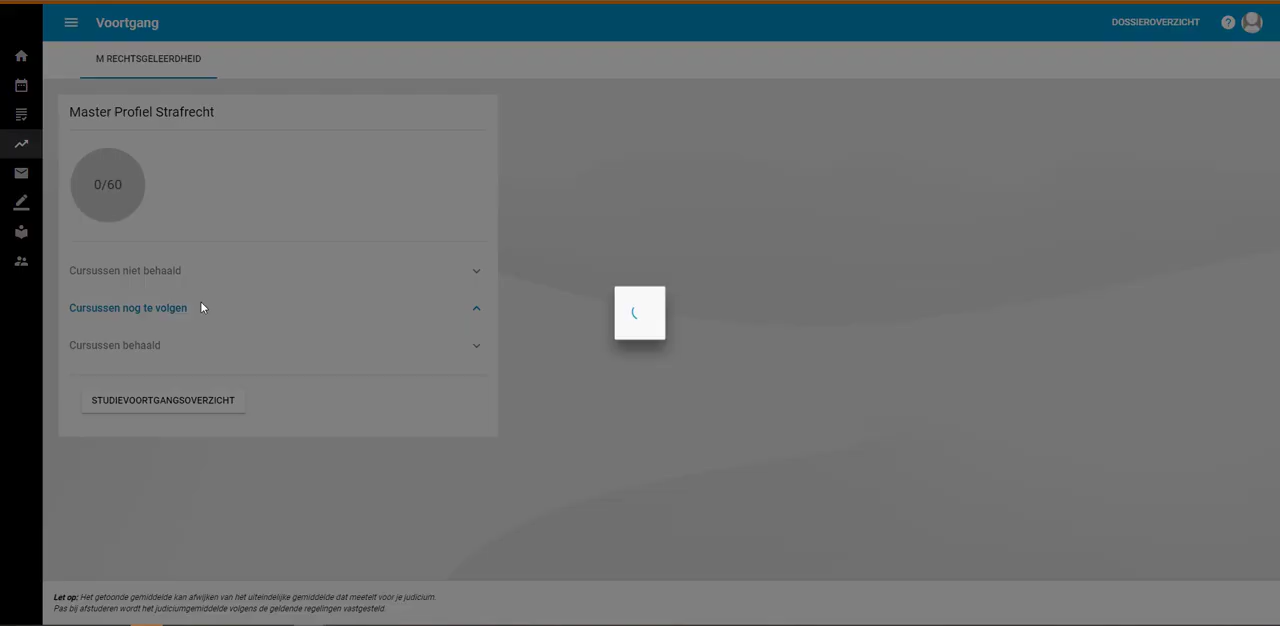 Voortgang
DOSSIEROVERZICHT
?
M RECHTSGELEERDHEID
Master Profiel Strafrecht
0/60
Cursussen niet behaald
Cursussen nog te volgen
Cursussen behaald
STUDIEVOORTGANGSOVERZICHT
Let op: Het getoonde gemiddelde kan afwijken van het uiteindelijke gemiddelde dat meetelt voor je judicium.
Pas bij afstuderen wordt het judiciumgemiddelde volgens de geldende regelingen vastgesteld.